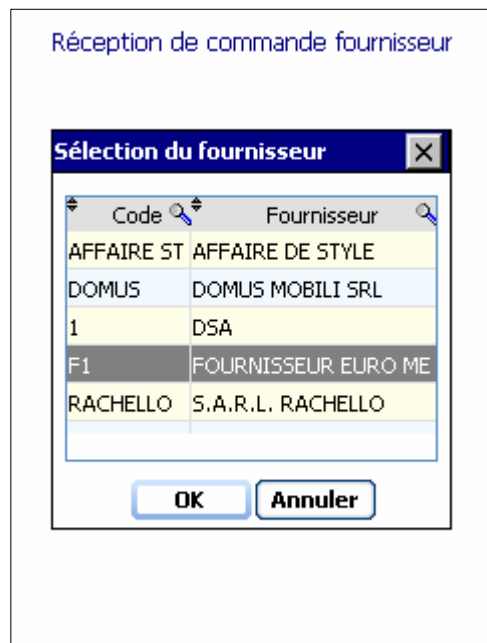 Réception de commande fournisseur
Sélection du fournisseur
Code Fournisseur
AFFAIRE ST AFFAIRE DE STYLE
DOMUS DOMUS MOBILI SRL
1 DSA
F1 FOURNISSEUR EURO ME
RACHELLO S.A.R.L. RACHELLO
OK Annuler